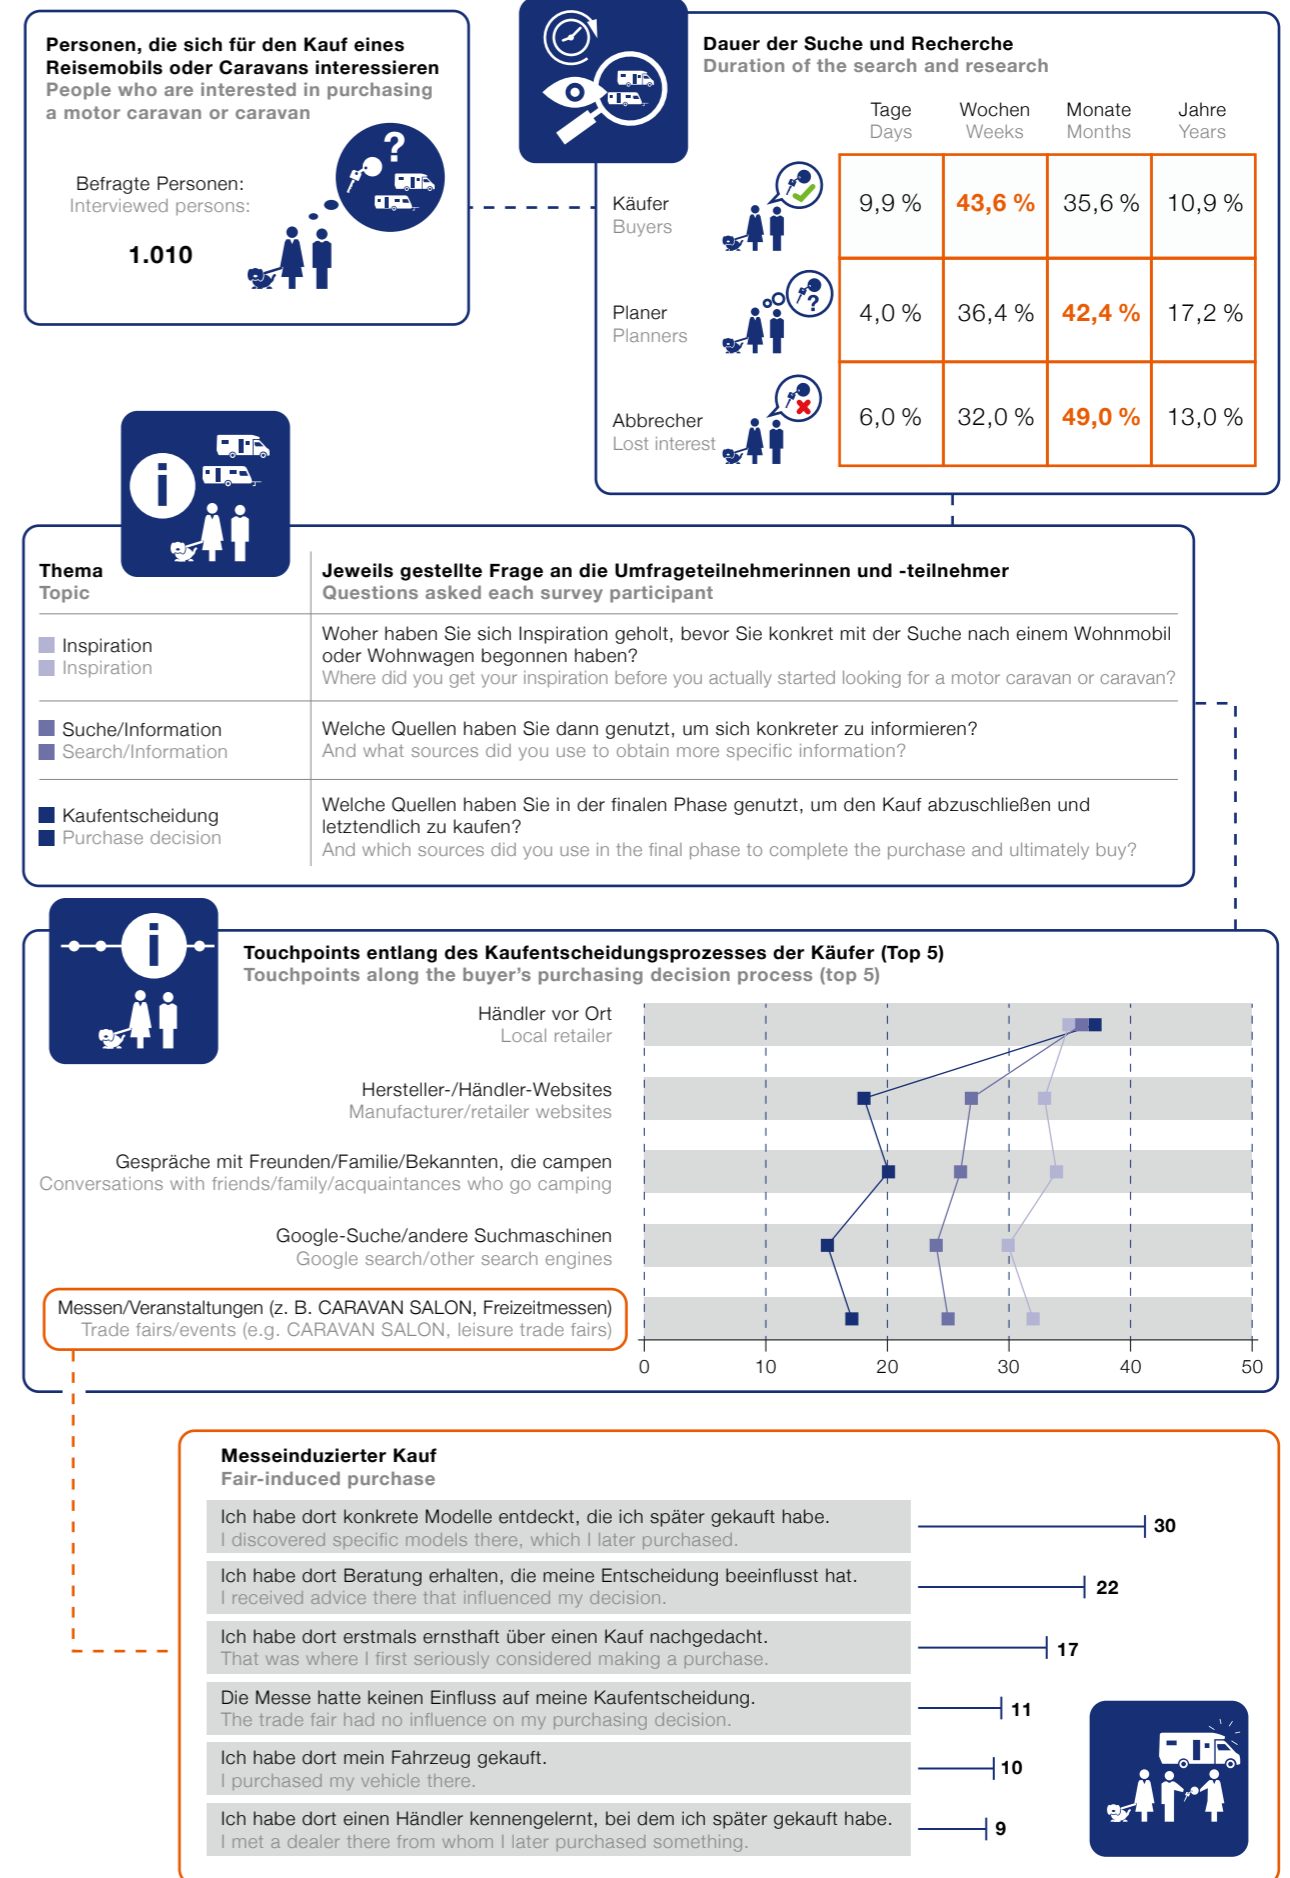 Personen, die sich für den Kauf eines
Reisemobils oder Caravans interessieren
People who are interested in purchasing
a motor caravan or caravan
?
Befragte Personen:
Interviewed persons:
1.010
Dauer der Suche und Recherche
Duration of the search and research
Tage Wochen Monate Jahre
Days Weeks Months Years
Käufer
Buyers
9,9 % 43,6 % 35,6 % 10,9 %
?
Planer
Planners
4,0 % 36,4 % 42,4 % 17,2 %
Abbrecher
Lost interest
6,0 % 32,0 % 49,0 % 13,0 %
i
Thema
Topic
Jeweils gestellte Frage an die Umfrageteilnehmerinnen und -teilnehmer
Questions asked each survey participant
Inspiration
Inspiration
Woher haben Sie sich Inspiration geholt, bevor Sie konkret mit der Suche nach einem Wohnmobil
oder Wohnwagen begonnen haben?
Where did you get your inspiration before you actually started looking for a motor caravan or caravan?
Suche/Information
Search/Information
Welche Quellen haben Sie dann genutzt, um sich konkreter zu informieren?
And what sources did you use to obtain more specific information?
Kaufentscheidung
Purchase decision
Welche Quellen haben Sie in der finalen Phase genutzt, um den Kauf abzuschließen und
letztendlich zu kaufen?
And which sources did you use in the final phase to complete the purchase and ultimately buy?
i
Touchpoints entlang des Kaufentscheidungsprozesses der Käufer (Top 5)
Touchpoints along the buyer's purchasing decision process (top 5)
Händler vor Ort
Local retailer
Hersteller-/Händler-Websites
Manufacturer/retailer websites
Gespräche mit Freunden/Familie/Bekannten, die campen
Conversations with friends/family/acquaintances who go camping
Google-Suche/andere Suchmaschinen
Google search/other search engines
Messen/Veranstaltungen (z. B. CARAVAN SALON, Freizeitmessen)
Trade fairs/events (e.g. CARAVAN SALON, leisure trade fairs)
0 10 20 30 40 50
Messeinduzierter Kauf
Fair-induced purchase
Ich habe dort konkrete Modelle entdeckt, die ich später gekauft habe.
I discovered specific models there, which I later purchased.
30
Ich habe dort Beratung erhalten, die meine Entscheidung beeinflusst hat.
I received advice there that influenced my decision.
22
Ich habe dort erstmals ernsthaft über einen Kauf nachgedacht.
That was where I first seriously considered making a purchase.
17
Die Messe hatte keinen Einfluss auf meine Kaufentscheidung.
The trade fair had no influence on my purchasing decision.
11
Ich habe dort mein Fahrzeug gekauft.
I purchased my vehicle there.
10
Ich habe dort einen Händler kennengelernt, bei dem ich später gekauft habe.
I met a dealer there from whom I later purchased something.
9